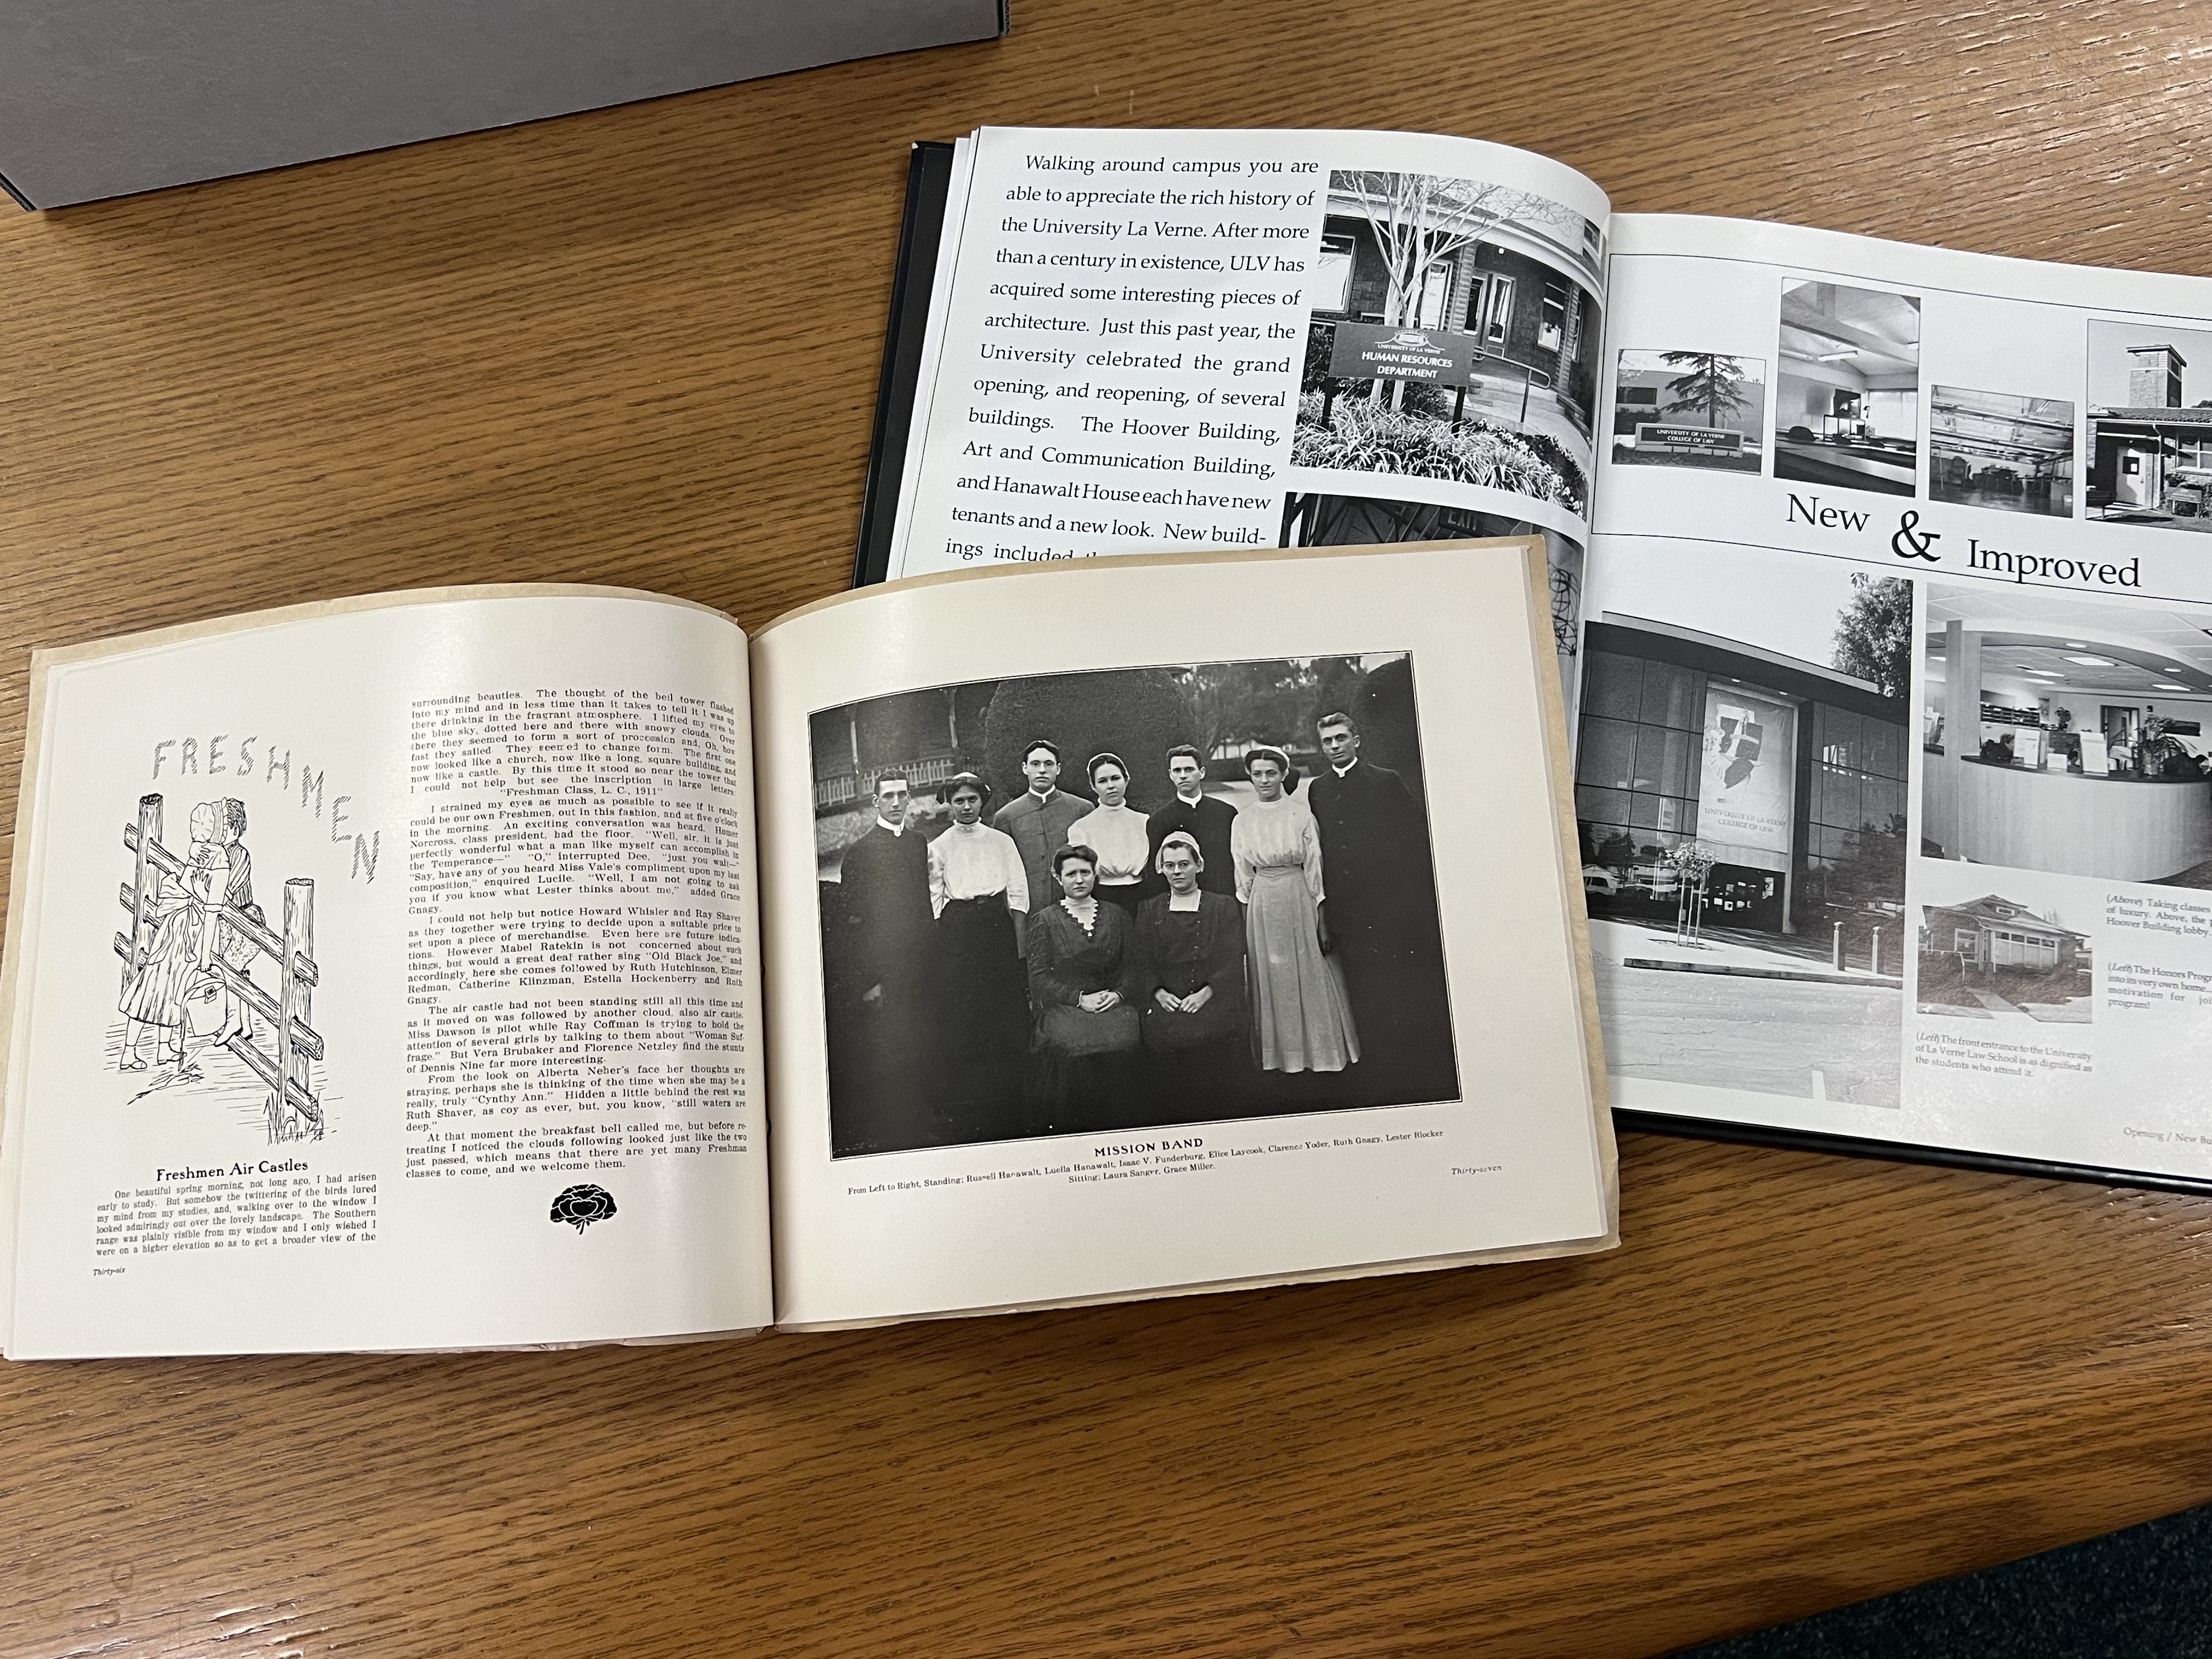 Walking around campus you are
able to appreciate the rich history of
the University La Verne. After more
than a century in existence, ULV has
acquired some interesting pieces of
architecture. Just this past year, the
University celebrated the grand
opening, and reopening, of several
buildings. The Hoover Building,
Art and Communication Building,
and Hanawalt House each have new
tenants and a new look. New build-
ings included
UNIVERSITY OF LA VERNE
HUMAN RESOURCES
DEPARTMENT
EXIT
UNIVERSITY OF LA VERNE
COLLEGE OF LAW
New & Improved
UNIVERSITY OF LA VERNE
COLLEGE OF LAW
(Above) Taking classes
of luxury. Above, the
Hoover Building lobby.
(Left) The Honors
into its very own home
motivation for
program!
(Left) The front entrance to the University
of La Verne Law School is as dignified as
the students who attend it.
Opening / New
FRESHMEN
Freshmen Air Castles
One beautiful spring morning, not long ago, I had arisen
early to study. But somehow the twittering of the birds lured
my mind from my studies, and, walking over to the window I
looked admiringly out over the lovely landscape. The Southern
range was plainly visible from my window and I only wished I
were on a higher elevation so as to get a broader view of the
Thirty-six
surrounding beauties. The thought of the bell tower flashed
into my mind and in less time than it takes to tell it I was up
there drinking in the fragrant atmosphere. I lifted my eyes to
the blue sky, dotted here and there with snowy clouds. Over
there they seemed to form a sort of procession and, Oh, how
fast they sailed. They seemed to change form. The first one
now looked like a church, now like a long, square building, and
now like a castle. By this time it stood so near the tower that
I could not help but see the inscription in large letters:
"Freshman Class, L. C., 1911"
I strained my eyes as much as possible to see if it really
could be our own Freshmen, out in this fashion, and at five o'clock
in the morning. An exciting conversation was heard. Homer
Norcross, class president, had the floor. "Well, sir, it is just
perfectly wonderful what a man like myself can accomplish in
the Temperance—" "O," interrupted Dee, "just you wait—"
"Say, have any of you heard Miss Vale's compliment upon my last
composition," enquired Lucile. "Well, I am not going to ask
you if you know what Lester thinks about me," added Grace
Gnagy.
I could not help but notice Howard Whisler and Ray Shaver
as they together were trying to decide upon a suitable price to
set upon a piece of merchandise. Even here are future indica-
tions. However Mabel Ratekin is not concerned about such
things, but would a great deal rather sing "Old Black Joe," and
accordingly, here she comes followed by Ruth Hutchinson, Elmer
Redman, Catherine Klinzman, Estella Hockenberry and Ruth
Gnagy.
The air castle had not been standing still all this time and
as it moved on was followed by another cloud, also air castle.
Miss Dawson is pilot while Ray Coffman is trying to hold the
attention of several girls by talking to them about "Woman Suf-
frage." But Vera Brubaker and Florence Netzley find the stunts
of Dennis Nine far more interesting.
From the look on Alberta Neher's face her thoughts are
straying, perhaps she is thinking of the time when she may be a
really, truly "Cynthy Ann." Hidden a little behind the rest was
Ruth Shaver, as coy as ever, but, you know, "still waters are
deep."
At that moment the breakfast bell called me, but before re-
treating I noticed the clouds following looked just like the two
just passed, which means that there are yet many Freshman
classes to come, and we welcome them.
MISSION BAND
From Left to Right, Standing; Russell Hanawalt, Luella Hanawalt, Isaac V. Funderburg, Elice Laycook, Clarence Yoder, Ruth Gnagy, Lester Blocker
Sitting; Laura Sanger, Grace Miller.
Thirty-seven